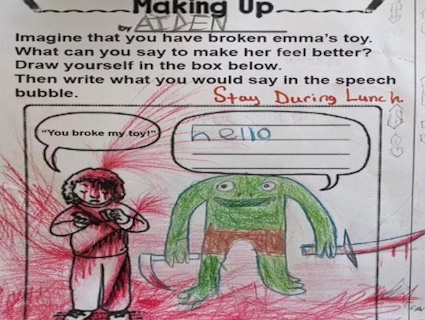 Making Up
by AIDEN
Imagine that you have broken emma's toy.
What can you say to make her feel better?
Draw yourself in the box below.
Then write what you would say in the speech
bubble.
Stay During Lunch.
"You broke my toy!"
hello